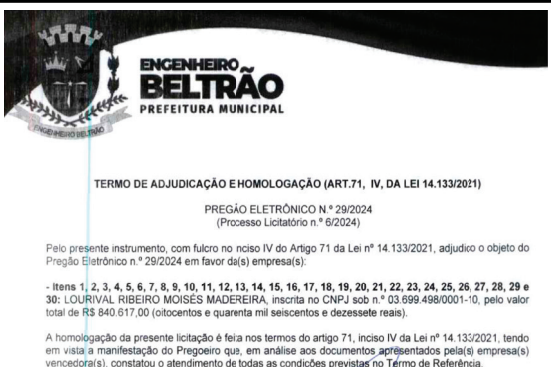 ENGENHEIRO
BELTRÃO
PREFEITURA MUNICIPAL
ENGENHEIRO BELTRÃO
TERMO DE ADJUDICAÇÃO E HOMOLOGAÇÃO (ART.71, IV, DA LEI 14.133/2021)
PREGÃO ELETRÔNICO N.º 29/2024
(Processo Licitatório n.º 6/2024)
Pelo presente instrumento, com fulcro no nciso IV do Artigo 71 da Lei nº 14.133/2021, adjudico o objeto do
Pregão Eletrônico n.º 29/2024 em favor da(s) empresa(s):
- Itens 1, 2, 3, 4, 5, 6, 7, 8, 9, 10, 11, 12, 13, 14, 15, 16, 17, 18, 19, 20, 21, 22, 23, 24, 25, 26, 27, 28, 29 e
30: LOURIVAL RIBEIRO MOISÉS MADEREIRA, inscrita no CNPJ sob n.º 03.699.498/0001-10, pelo valor
total de R$ 840.617,00 (oitocentos e quarenta mil seiscentos e dezessete reais).
A homologação da presente licitação é feita nos termos do artigo 71, inciso IV da Lei nº 14.133/2021, tendo
em vista a manifestação do Pregoeiro que, em análise aos documentos apresentados pela(s) empresa(s)
vencedora(s), constatou o atendimento de todas as condições previstas no Termo de Referência.